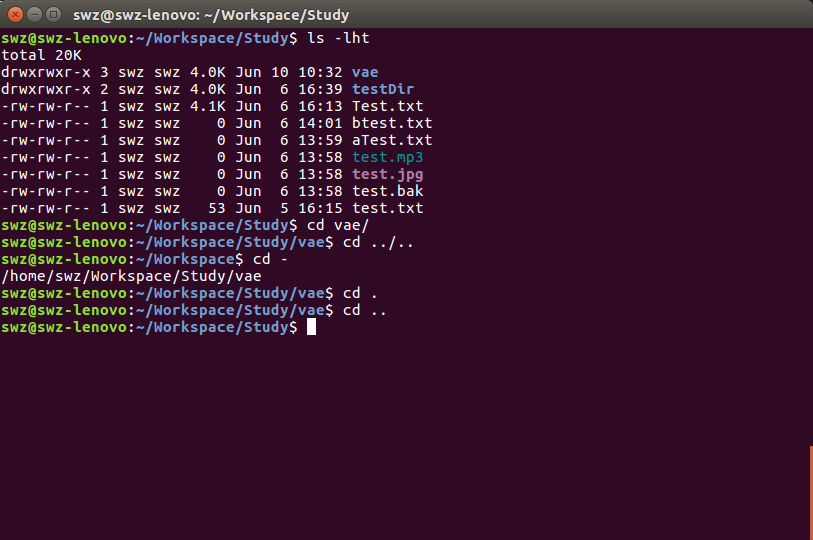 swz@swz-lenovo: ~/Workspace/Study
swz@swz-lenovo:~/Workspace/Study$ ls -lht
total 20K
drwxrwxr-x 3 swz swz 4.0K Jun 10 10:32 vae
drwxrwxr-x 2 swz swz 4.0K Jun  6 16:39 testDir
-rw-rw-r-- 1 swz swz 4.1K Jun  6 16:13 Test.txt
-rw-rw-r-- 1 swz swz    0 Jun  6 14:01 btest.txt
-rw-rw-r-- 1 swz swz    0 Jun  6 13:59 aTest.txt
-rw-rw-r-- 1 swz swz    0 Jun  6 13:58 test.mp3
-rw-rw-r-- 1 swz swz    0 Jun  6 13:58 test.jpg
-rw-rw-r-- 1 swz swz    0 Jun  6 13:58 test.bak
-rw-rw-r-- 1 swz swz   53 Jun  5 16:15 test.txt
swz@swz-lenovo:~/Workspace/Study$ cd vae/
swz@swz-lenovo:~/Workspace/Study/vae$ cd ../..
swz@swz-lenovo:~/Workspace$ cd -
/home/swz/Workspace/Study/vae
swz@swz-lenovo:~/Workspace/Study/vae$ cd .
swz@swz-lenovo:~/Workspace/Study/vae$ cd ..
swz@swz-lenovo:~/Workspace/Study$